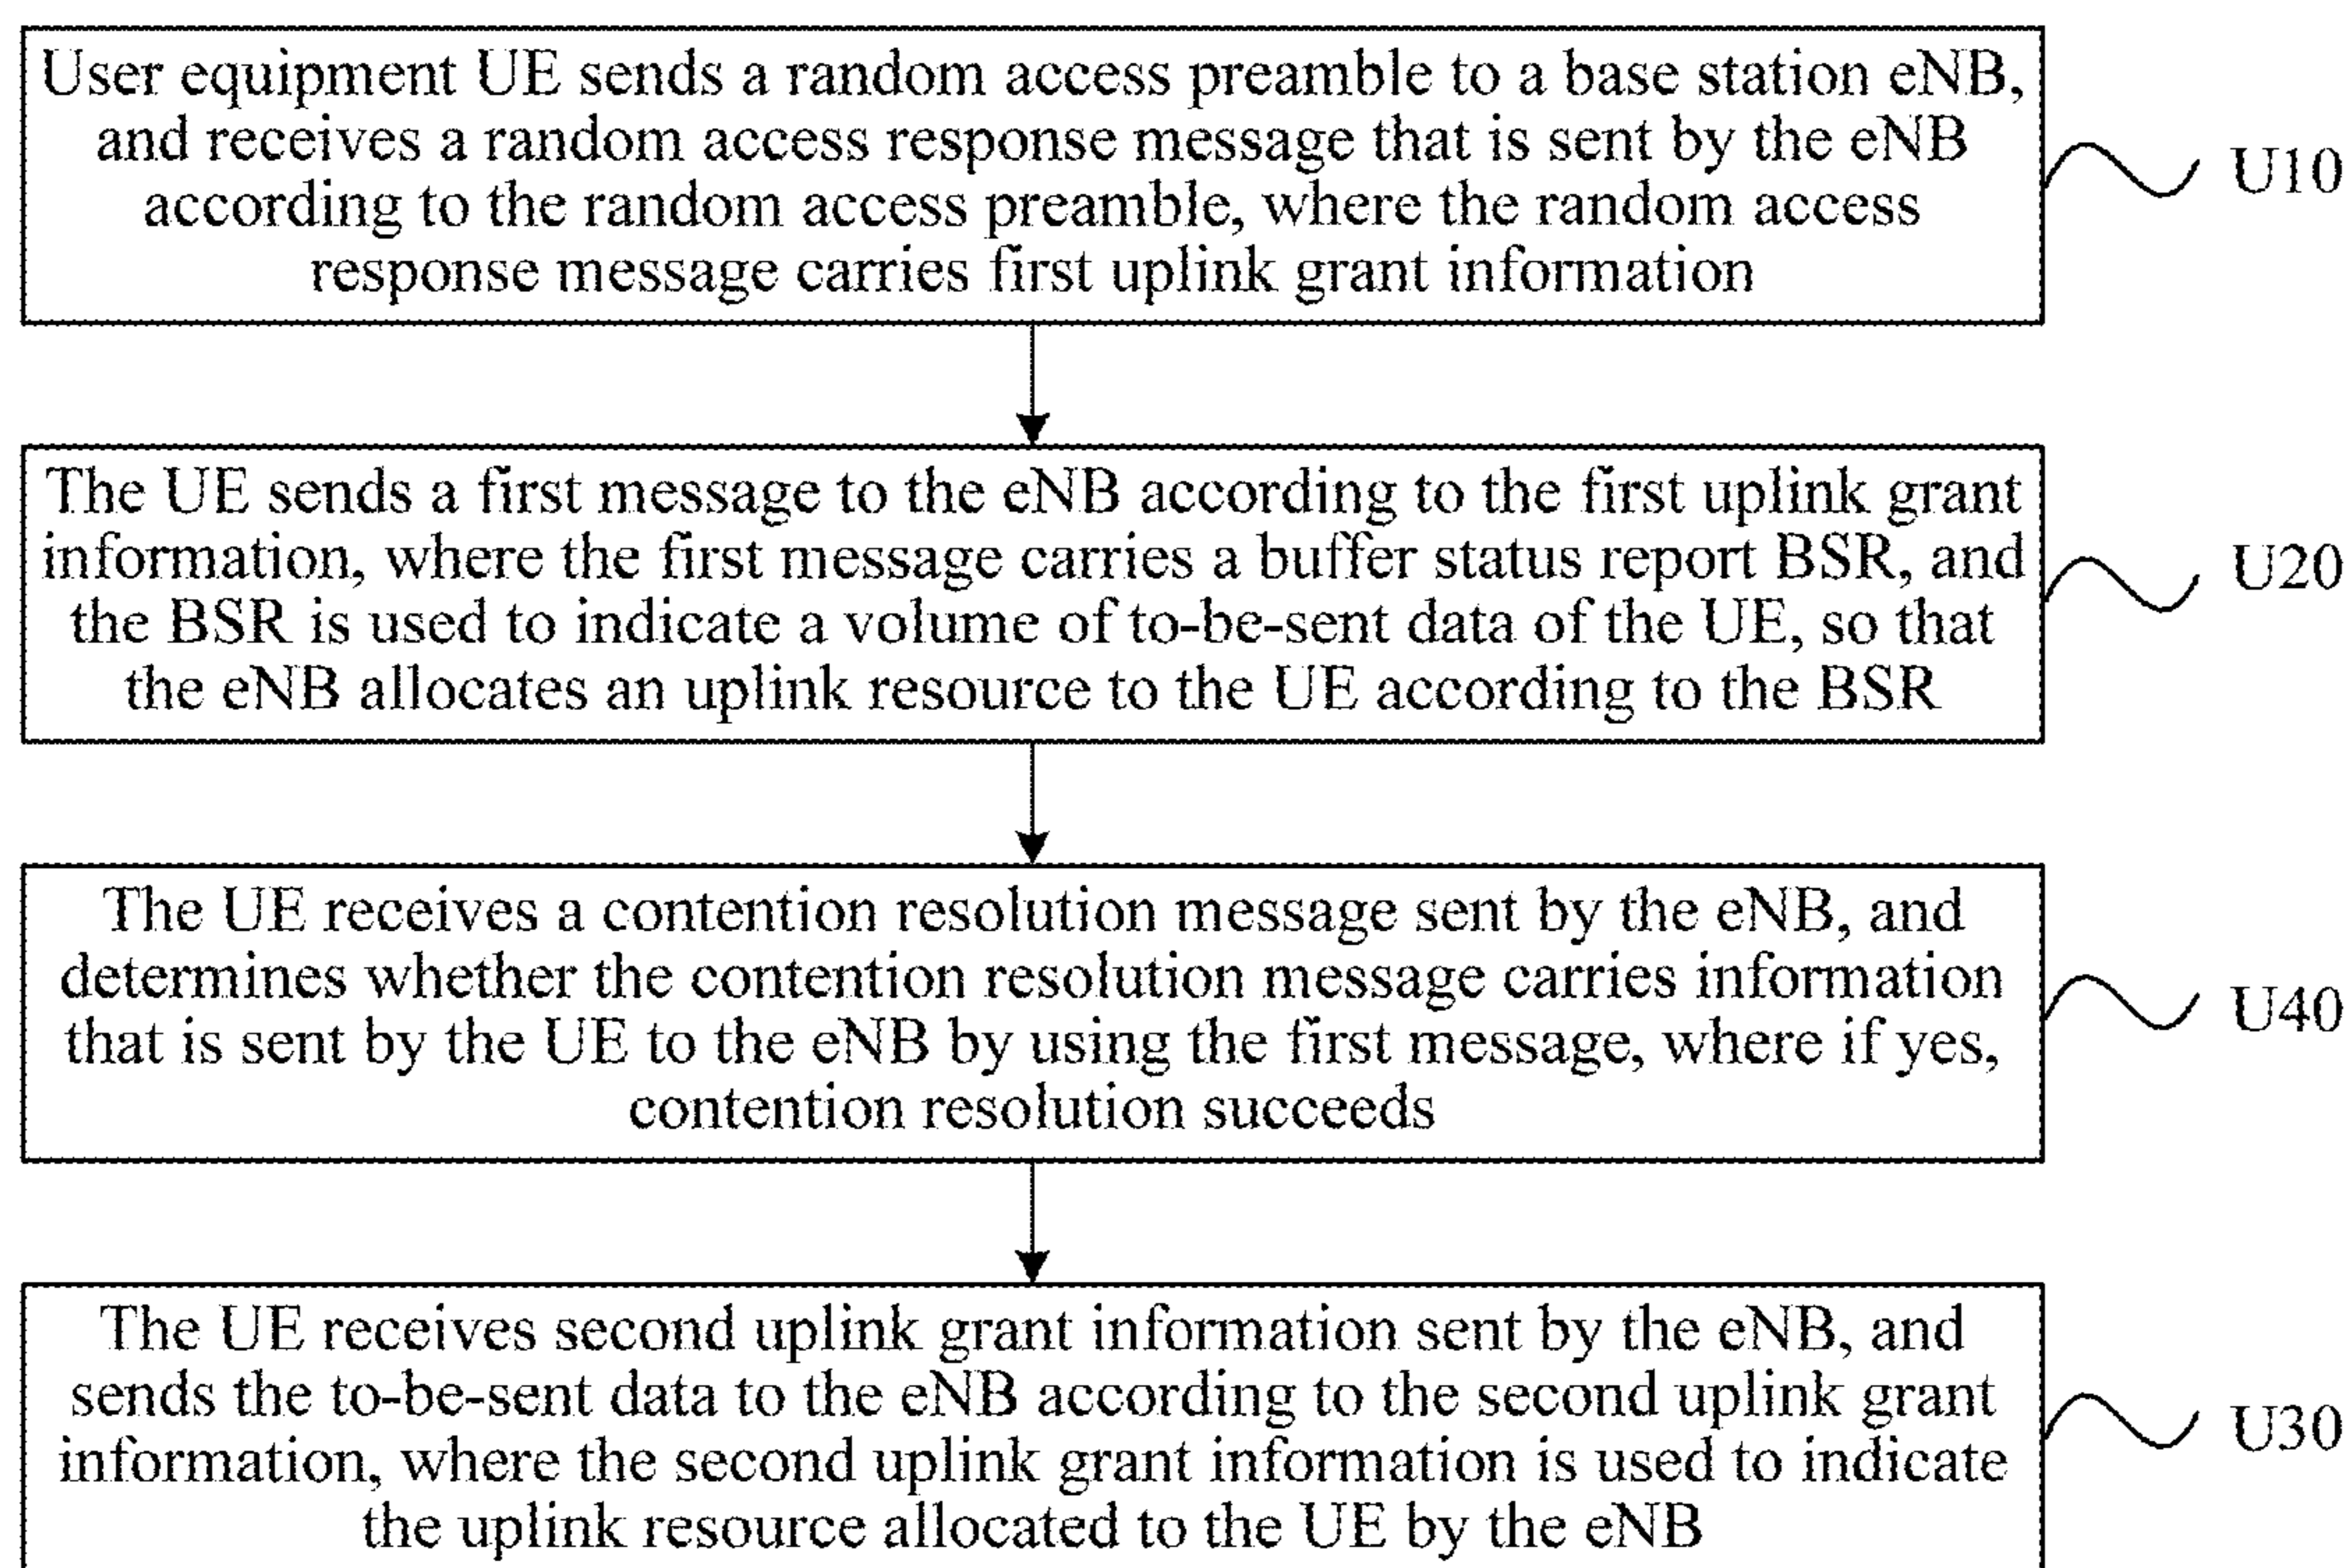 User equipment UE sends a random access preamble to a base station eNB,
and receives a random access response message that is sent by the eNB
according to the random access preamble, where the random access
response message carries first uplink grant information
U10
The UE sends a first message to the eNB according to the first uplink grant
information, where the first message carries a buffer status report BSR, and
the BSR is used to indicate a volume of to-be-sent data of the UE, so that
the eNB allocates an uplink resource to the UE according to the BSR
U20
The UE receives a contention resolution message sent by the eNB, and
determines whether the contention resolution message carries information
that is sent by the UE to the eNB by using the first message, where if yes,
contention resolution succeeds
U40
The UE receives second uplink grant information sent by the eNB, and
sends the to-be-sent data to the eNB according to the second uplink grant
information, where the second uplink grant information is used to indicate
the uplink resource allocated to the UE by the eNB
U30